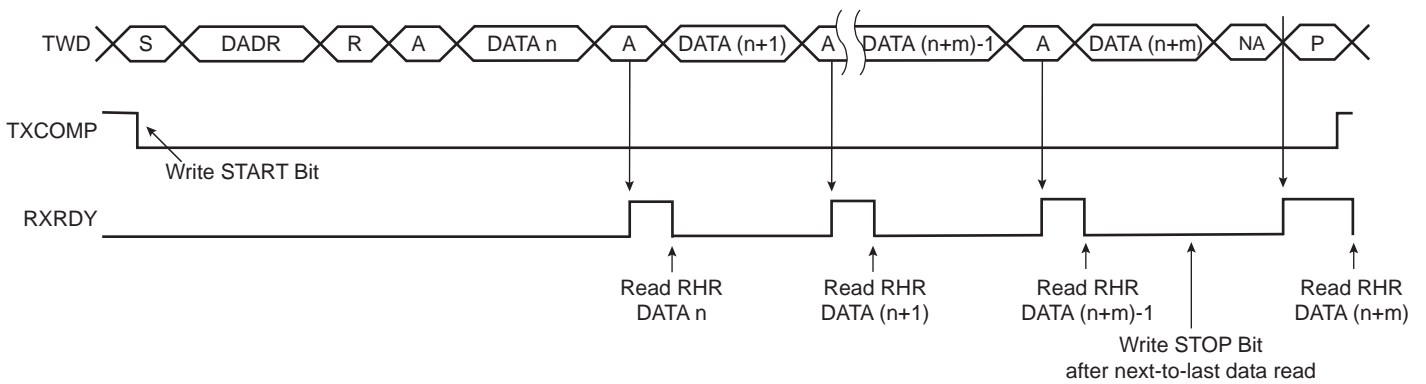 TWD S DADR R A DATA n A DATA (n+1) A DATA (n+m)-1 A DATA (n+m) NA P
TXCOMP
Write START Bit
RXRDY
Read RHR Read RHR Read RHR Read RHR
DATA n DATA (n+1) DATA (n+m)-1 DATA (n+m)
Write STOP Bit
after next-to-last data read